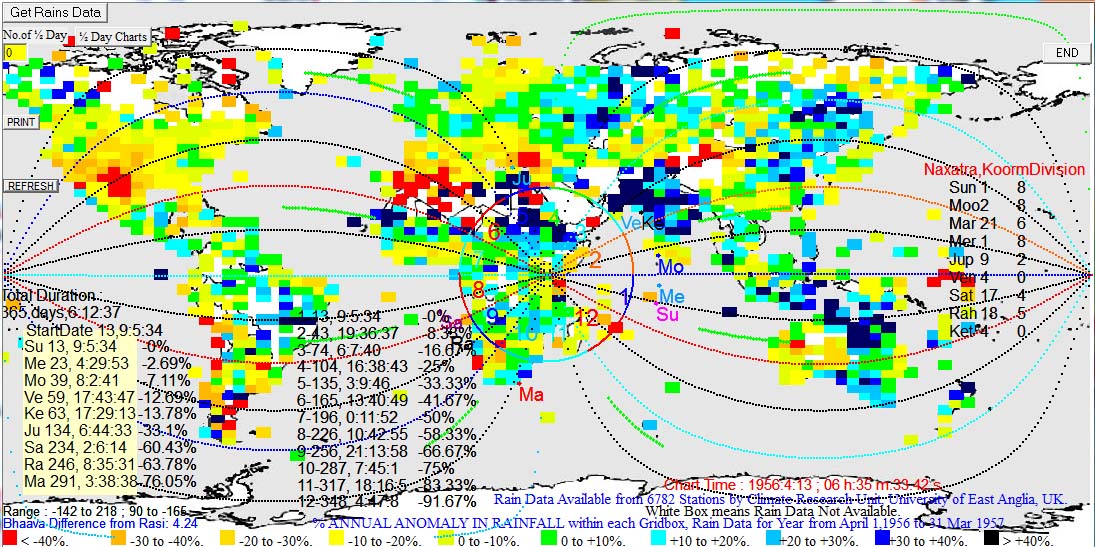 Get Rains Data
No.of ½ Day
½ Day Charts
0
END
PRINT
REFRESH
Naxatra,KoormDivision
Sun 1 8
Moo2 8
Mar 21 6
Mer 1 8
Jup 9 2
Ven 4 0
Sat 17 4
Rah 18 5
Ket 4 0
Ju
Ve
Mo
Me
Su
Ra
Ma
6
2
8
1
9
12
Total Duration
365,days;6:12:37
StartDate 13,9:5:34
Su 13, 9:5:34 -0%
Me 23, 4:29:53 -2.69%
Mo 39, 8:2:41 -7.11%
Ve 59, 17:43:47 -12.69%
Ke 63, 17:29:13 -13.78%
Ju 134, 6:44:33 -33.1%
Sa 234, 2:6:14 -60.43%
Ra 246, 8:35:31 -63.78%
Ma 291, 3:38:38 -76.05%
1-13, 9:5:34 -0%
2-43, 19:36:37
3-74, 6:7:40 -16.67%
4-104, 16:38:43 -25%
5-135, 3:9:46 -33.33%
6-165, 13:40:49 -41.67%
7-196, 0:11:52 -50%
8-226, 10:42:55 -58.33%
9-256, 21:13:58 -66.67%
10-287, 7:45:1 -75%
11-317, 18:16:5 -83.33%
12-348, 4:47:8 -91.67%
Chart Time : 1956:4:13 ; 06 h:35 m:33.42 s
Rain Data Available from 6782 Stations by Climate Research Unit, University of East Anglia, UK.
White Box means Rain Data Not Available.
Range : -142 to 218 ; 90 to -165
Bhaava Difference from Rasi: 4.24
% ANNUAL ANOMALY IN RAINFALL within each Gridbox, Rain Data for Year from April 1,1956 to 31 Mar 1957
< -40%. -30 to -40%. -20 to -30%. -10 to -20%. 0 to -10%. 0 to +10%. +10 to +20%. +20 to +30%. +30 to +40%. > +40%.